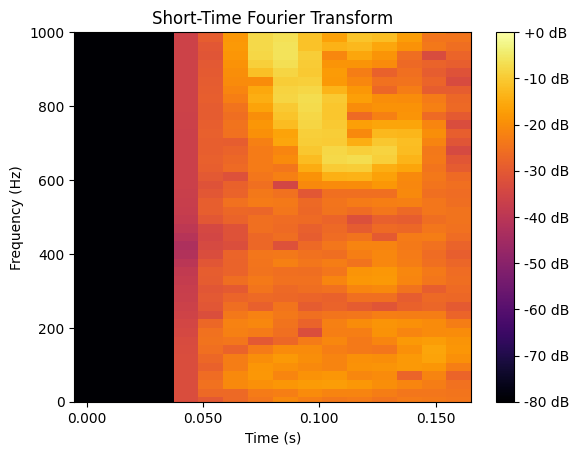 Short-Time Fourier Transform
1000
800
600
400
200
0
Frequency (Hz)
0.000
0.050
0.100
0.150
Time (s)
+0 dB
-10 dB
-20 dB
-30 dB
-40 dB
-50 dB
-60 dB
-70 dB
-80 dB